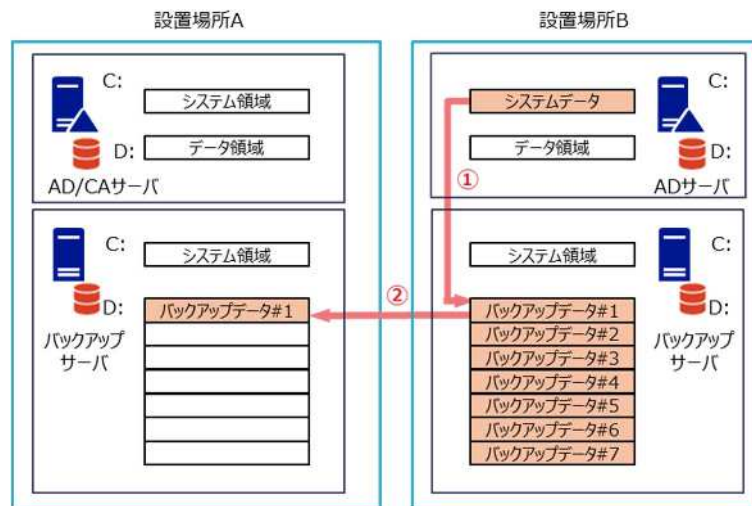 設置場所A
設置場所B
C:
システム領域
D:
データ領域
AD/CAサーバ
システムデータ
C:
データ領域
D:
①
ADサーバ
C:
システム領域
D:
バックアップデータ#1
バックアップ
サーバ
②
システム領域
C:
バックアップデータ#1
D:
バックアップデータ#2
バックアップデータ#3
バックアップデータ#4
バックアップデータ#5
バックアップデータ#6
バックアップデータ#7
バックアップ
サーバ